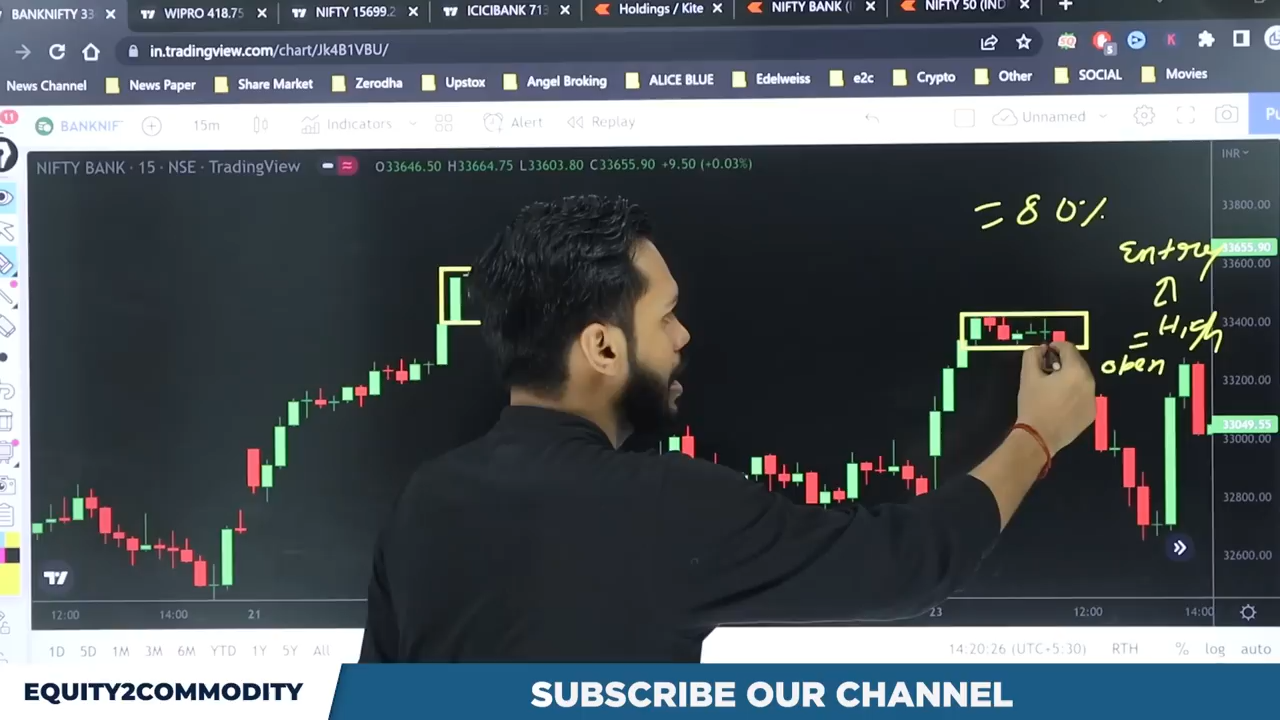 BANKNIFTY 33
WIPRO 418.75
NIFTY 15699.2
ICICIBANK 713
Holdings / Kite
NIFTY BANK (
NIFTY 50 (IND
in.tradingview.com/chart/Jk4B1VBU/
News Channel
News Paper
Share Market
Zerodha
Upstox
Angel Broking
ALICE BLUE
Edelweiss
e2c
Crypto
Other
SOCIAL
Movies
11
BANKNIF
15m
Indicators
Alert
Replay
Unnamed
Pu
NIFTY BANK · 15 · NSE · TradingView
O33646.50 H33664.75 L33603.80 C33655.90 +9.50 (+0.03%)
INR
= 80%
33800.00
Entry
33655.90
33600.00
= High
33400.00
open
33200.00
33049.55
33000.00
32800.00
32600.00
12:00
14:00
21
23
12:00
14:00
1D 5D 1M 3M 6M YTD 1Y 5Y All
14:20:26 (UTC+5:30)
RTH
%
log
auto
EQUITY2COMMODITY
SUBSCRIBE OUR CHANNEL